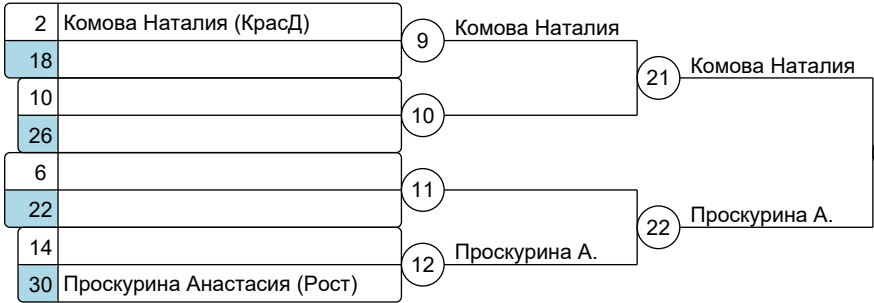 2 Комова Наталия (КрасД)
9 Комова Наталия
18
21 Комова Наталия
10
10
26
6
11
22
22 Проскурина А.
14
12 Проскурина А.
30 Проскурина Анастасия (Рост)